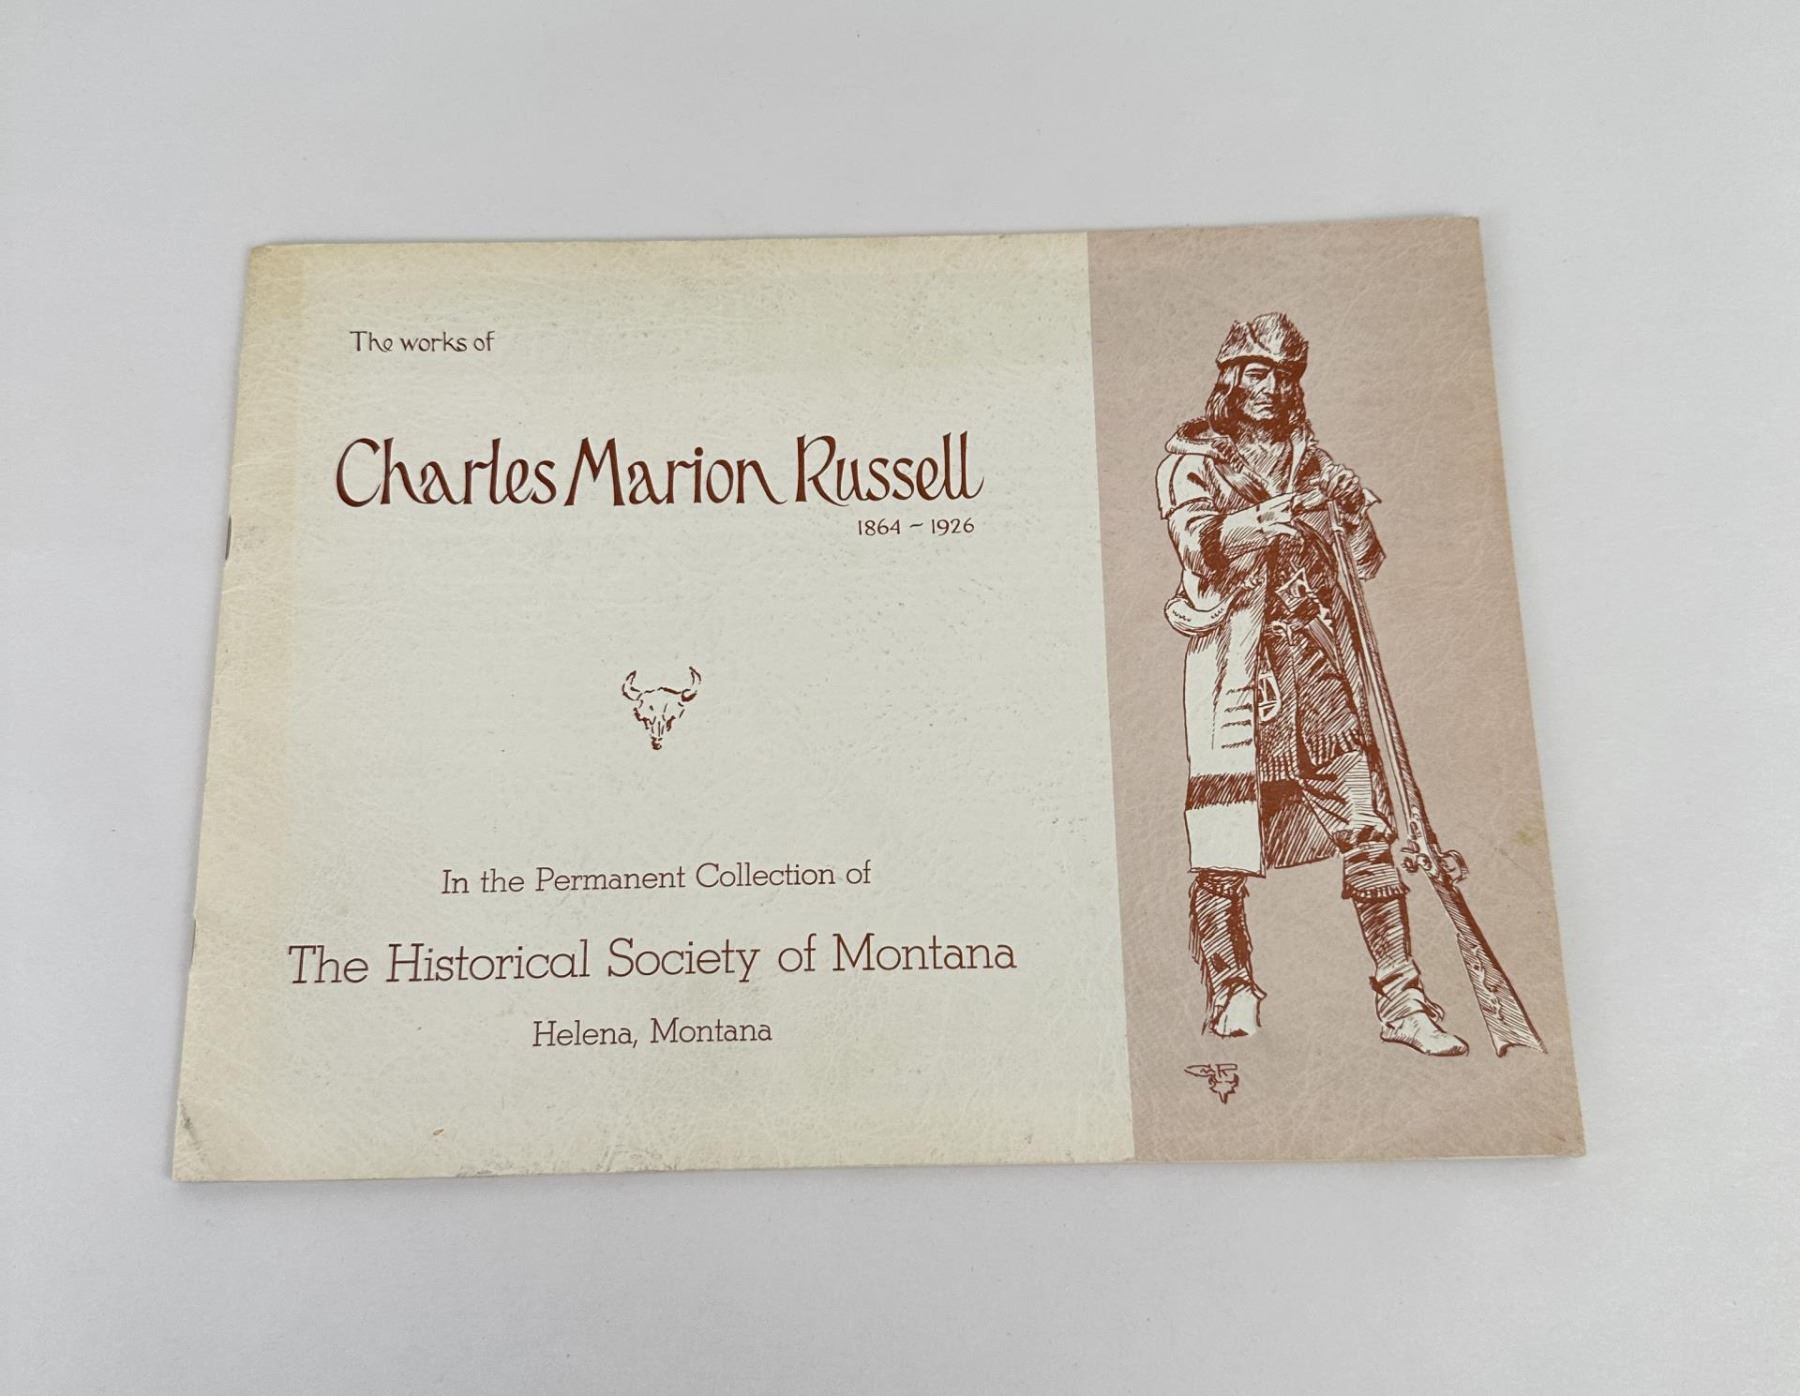 The works of
Charles Marion Russell
1864 ~ 1926
In the Permanent Collection of
The Historical Society of Montana
Helena, Montana
CMR